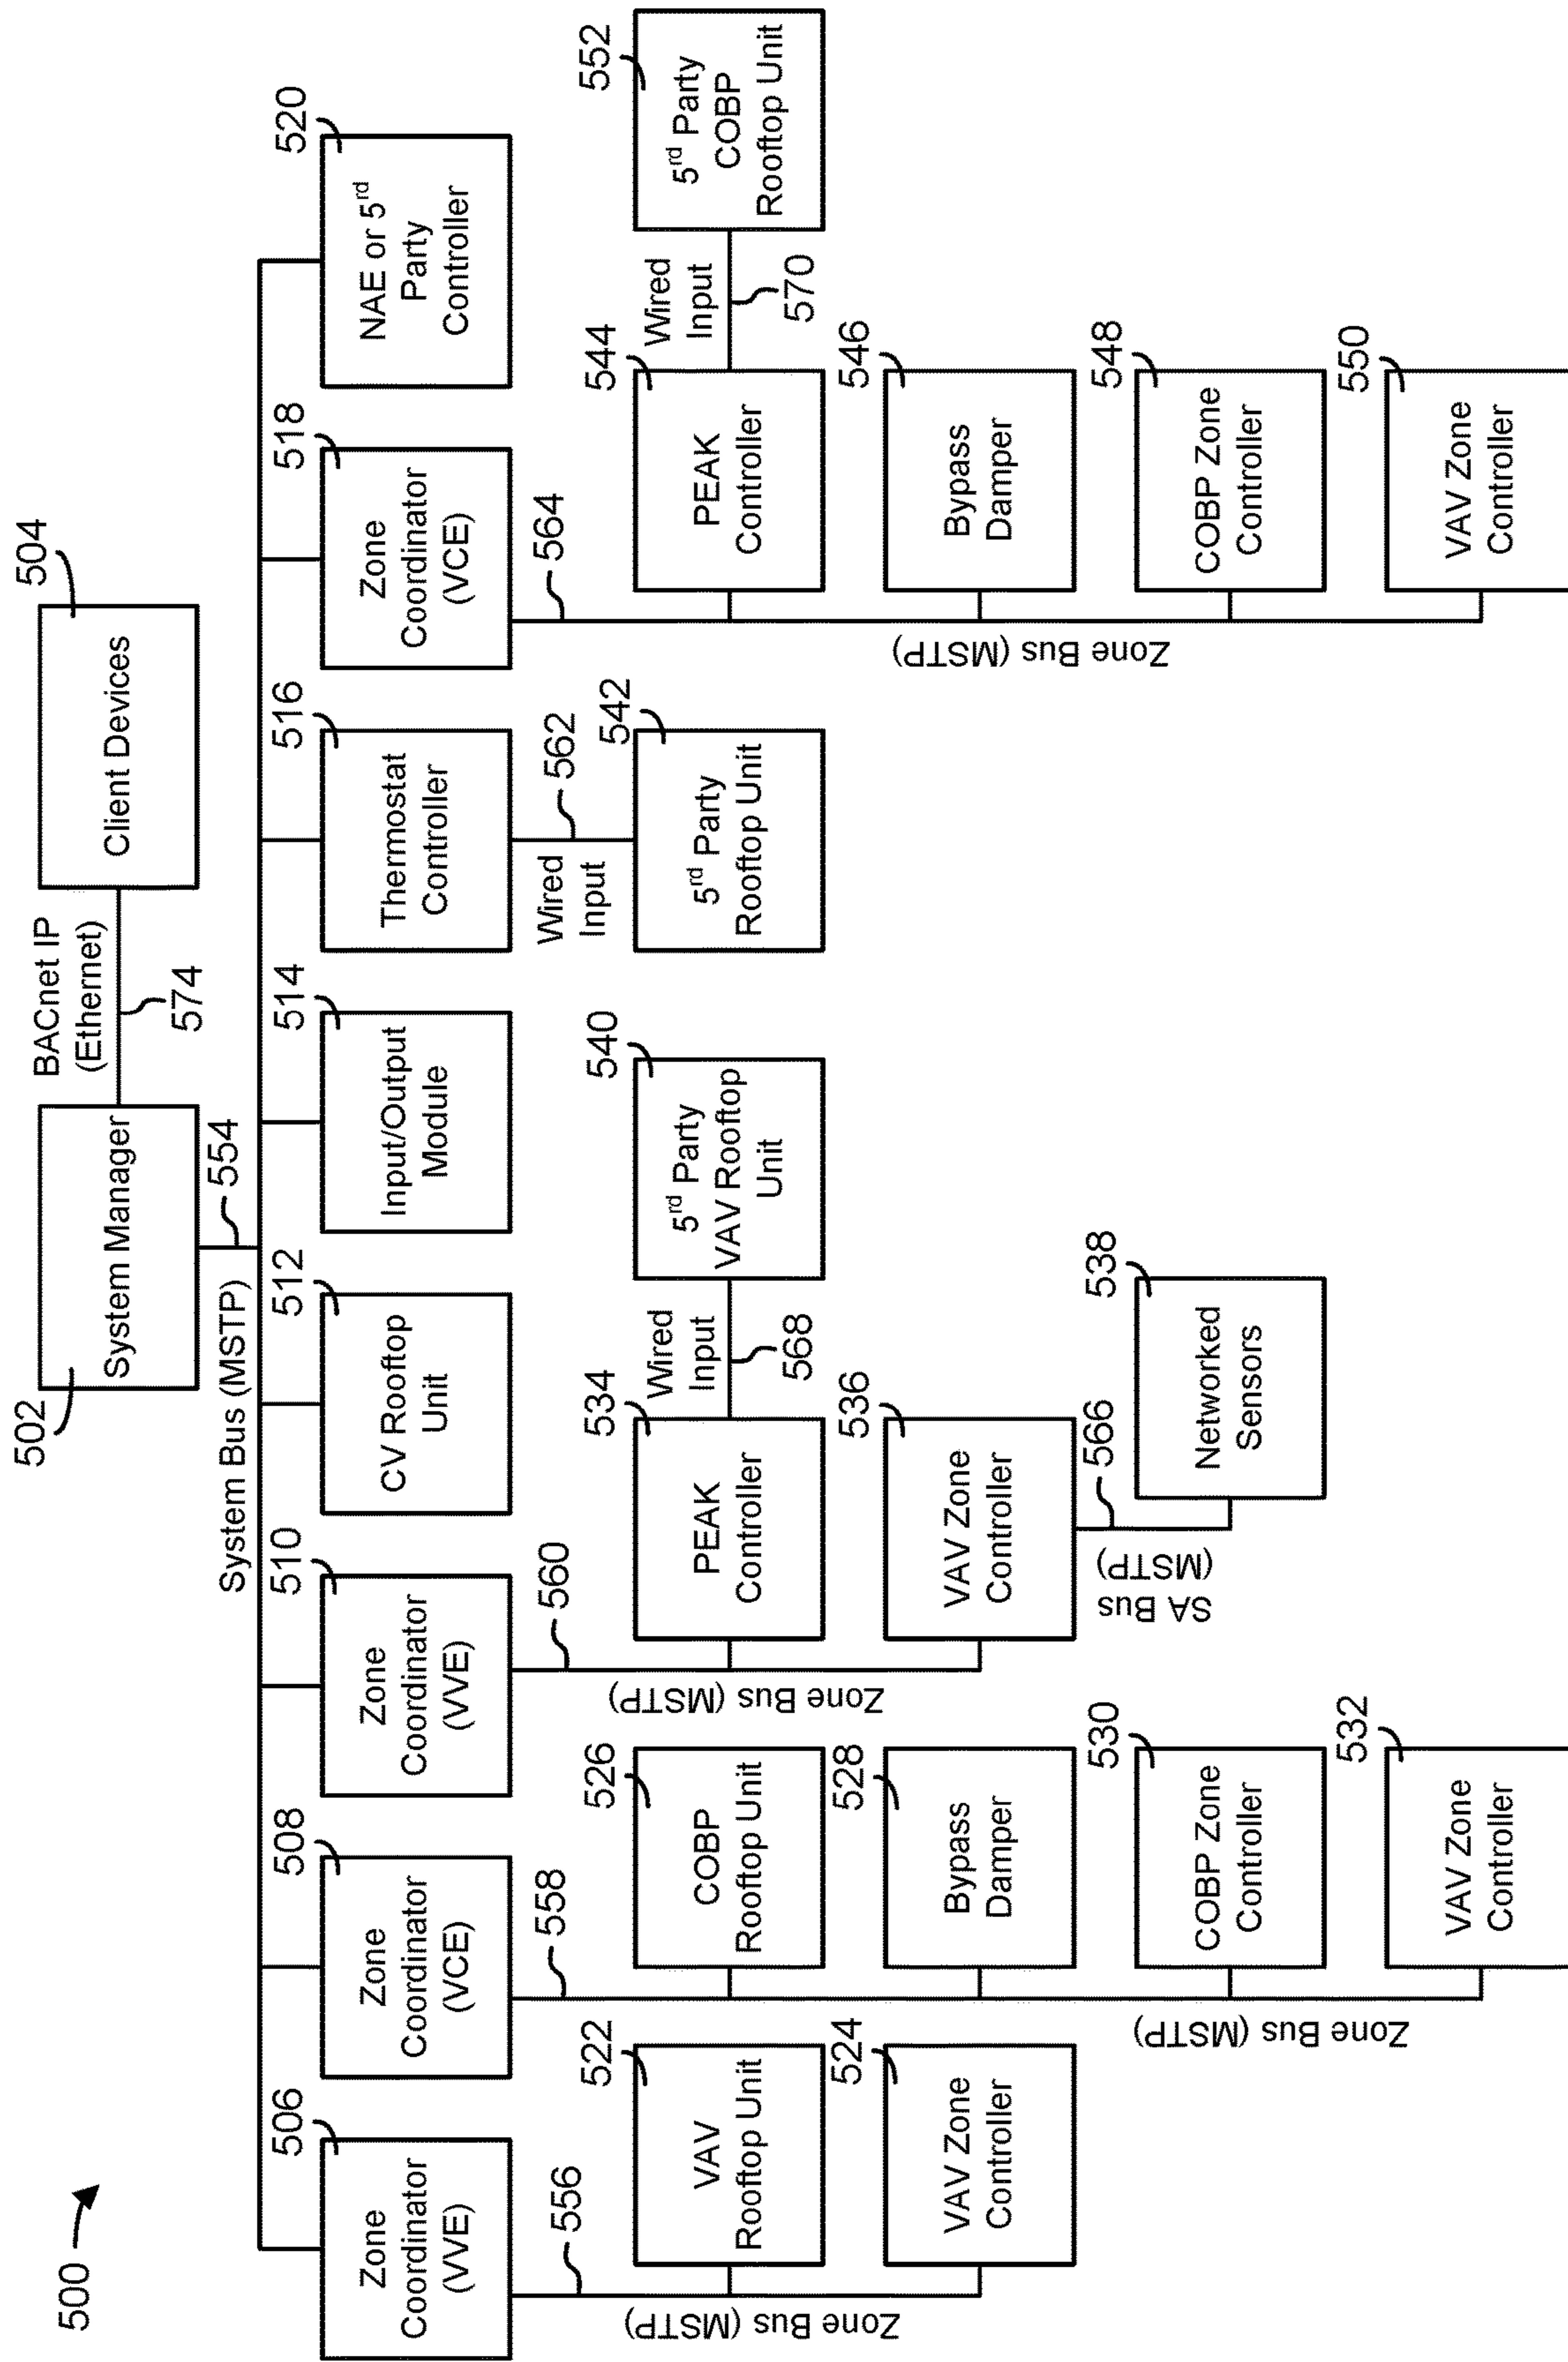 500
502
System Manager
BACnet IP
(Ethernet)
574
504
Client Devices
554
System Bus (MSTP)
506
Zone
Coordinator
(VVE)
508
Zone
Coordinator
(VCE)
510
Zone
Coordinator
(VVE)
512
CV Rooftop
Unit
514
Input/Output
Module
516
Thermostat
Controller
518
Zone
Coordinator
(VCE)
520
NAE or 5rd
Party
Controller
556
Zone Bus (MSTP)
522
VAV
Rooftop Unit
524
VAV Zone
Controller
558
Zone Bus (MSTP)
526
COBP
Rooftop Unit
528
Bypass
Damper
530
COBP Zone
Controller
532
VAV Zone
Controller
560
Zone Bus (MSTP)
534
PEAK
Controller
Wired
Input
568
540
5rd Party
VAV Rooftop
Unit
536
VAV Zone
Controller
566
SA Bus
(MSTP)
538
Networked
Sensors
Wired
Input
562
542
5rd Party
Rooftop Unit
564
Zone Bus (MSTP)
544
PEAK
Controller
Wired
Input
570
552
5rd Party
COBP
Rooftop Unit
546
Bypass
Damper
548
COBP Zone
Controller
550
VAV Zone
Controller